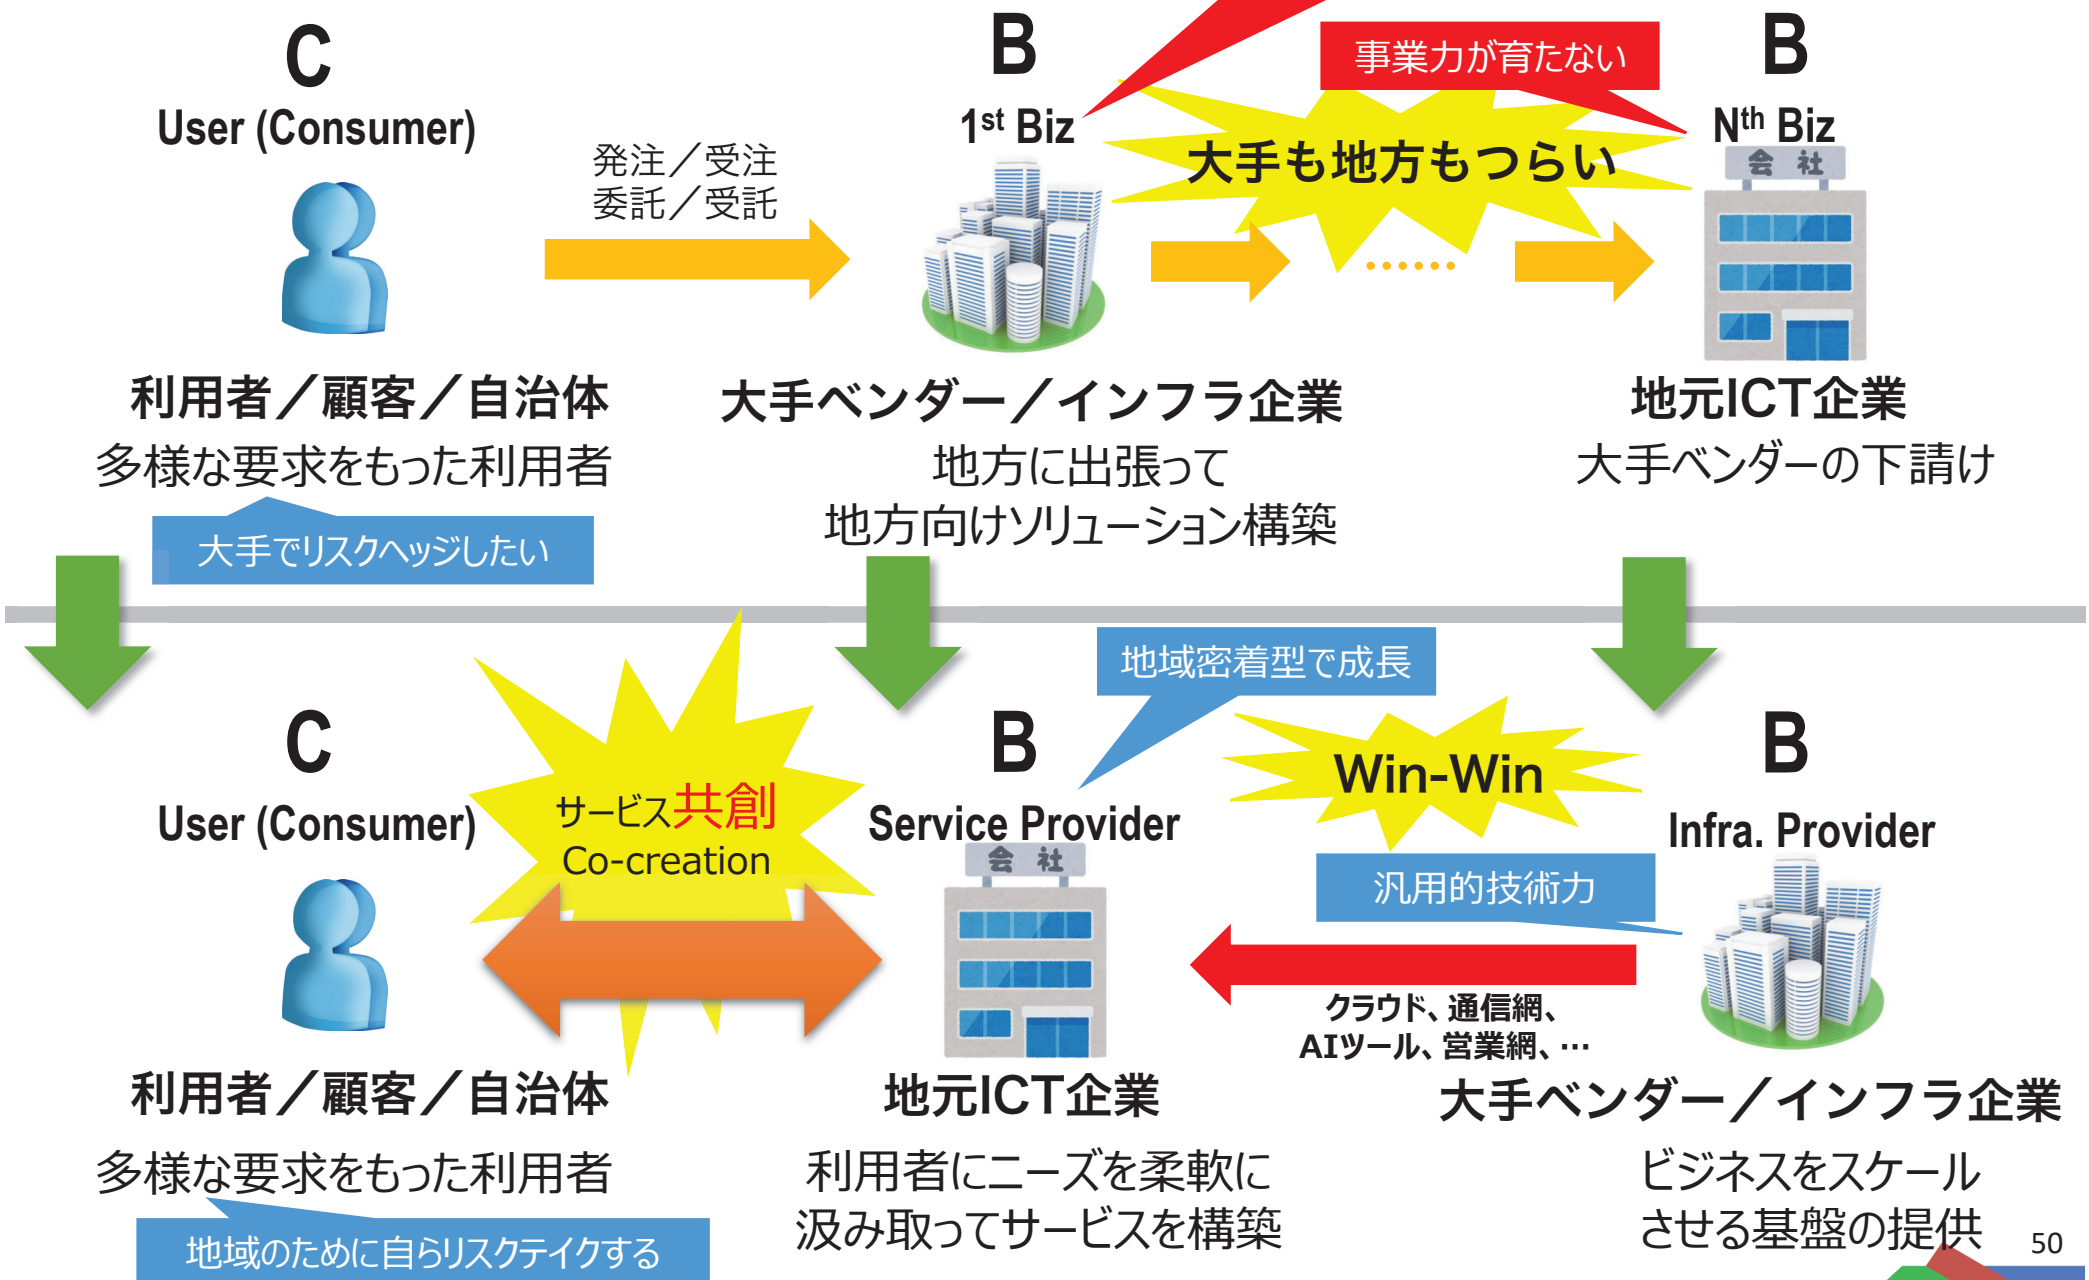 C
User (Consumer)
発注／受注
委託／受託
B
1st Biz
事業力が育たない
大手も地方もつらい
……
B
Nth Biz
会社
利用者／顧客／自治体
多様な要求をもった利用者
大手でリスクヘッジしたい
大手ベンダー／インフラ企業
地方に出張って
地方向けソリューション構築
地元ICT企業
大手ベンダーの下請け
C
User (Consumer)
サービス共創
Co-creation
地域密着型で成長
B
Service Provider
会社
Win-Win
汎用的技術力
クラウド、通信網、
AIツール、営業網、…
B
Infra. Provider
利用者／顧客／自治体
多様な要求をもった利用者
地域のために自らリスクテイクする
地元ICT企業
利用者にニーズを柔軟に
汲み取ってサービスを構築
大手ベンダー／インフラ企業
ビジネスをスケール
させる基盤の提供
50